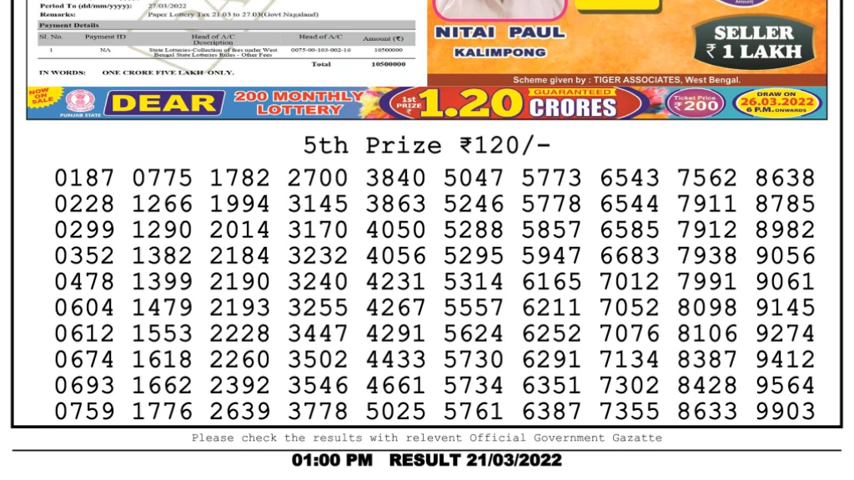 Period To (dd/mm/yyyy): 27/03/2022
Remarks: Paper Lottery Tax 21.03 to 27.03(Govt Nagaland)
Payment Details
Sl. No. Payment ID Head of A/C Description Head of A/C Amount (₹)
1 NA State Lotteries-Collection of fees under West Bengal State Lotteries Rules - Other Fees 0075-00-103-002-16 10500000
Total 10500000
IN WORDS: ONE CRORE FIVE LAKH ONLY.
NITAI PAUL
KALIMPONG
SELLER
₹ 1 LAKH
Scheme given by : TIGER ASSOCIATES, West Bengal.
NOW ON SALE
PUNJAB STATE
DEAR
200 MONTHLY
LOTTERY
1st PRIZE ₹
1.20
GUARANTEED
CRORES
Ticket Price
₹200
DRAW ON
26.03.2022
6 P.M. ONWARDS
5th Prize ₹120/-
0187 0775 1782 2700 3840 5047 5773 6543 7562 8638
0228 1266 1994 3145 3863 5246 5778 6544 7911 8785
0299 1290 2014 3170 4050 5288 5857 6585 7912 8982
0352 1382 2184 3232 4056 5295 5947 6683 7938 9056
0478 1399 2190 3240 4231 5314 6165 7012 7991 9061
0604 1479 2193 3255 4267 5557 6211 7052 8098 9145
0612 1553 2228 3447 4291 5624 6252 7076 8106 9274
0674 1618 2260 3502 4433 5730 6291 7134 8387 9412
0693 1662 2392 3546 4661 5734 6351 7302 8428 9564
0759 1776 2639 3778 5025 5761 6387 7355 8633 9903
Please check the results with relevent Official Government Gazatte
01:00 PM RESULT 21/03/2022